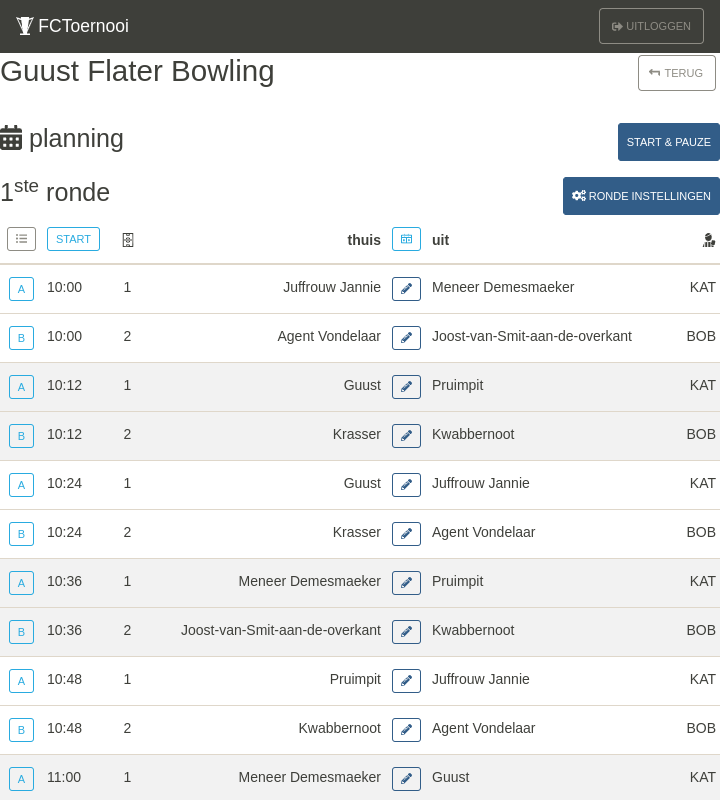 FCToernooi UITLOGGEN
Guust Flater Bowling TERUG
planning START & PAUZE
1ste ronde RONDE INSTELLINGEN
START thuis uit
A 10:00 1 Juffrouw Jannie Meneer Demesmaeker KAT
B 10:00 2 Agent Vondelaar Joost-van-Smit-aan-de-overkant BOB
A 10:12 1 Guust Pruimpit KAT
B 10:12 2 Krasser Kwabbernoot BOB
A 10:24 1 Guust Juffrouw Jannie KAT
B 10:24 2 Krasser Agent Vondelaar BOB
A 10:36 1 Meneer Demesmaeker Pruimpit KAT
B 10:36 2 Joost-van-Smit-aan-de-overkant Kwabbernoot BOB
A 10:48 1 Pruimpit Juffrouw Jannie KAT
B 10:48 2 Kwabbernoot Agent Vondelaar BOB
A 11:00 1 Meneer Demesmaeker Guust KAT